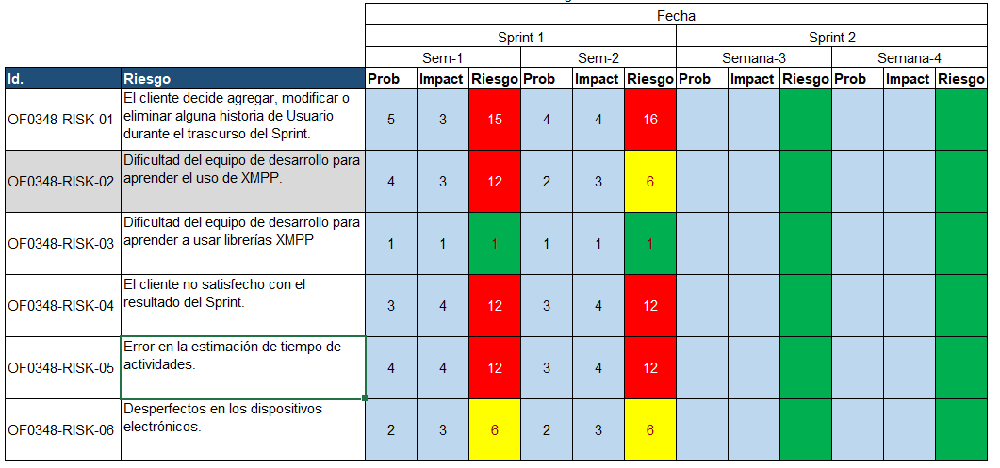 Fecha
Sprint 1 Sprint 2
Sem-1 Sem-2 Semana-3 Semana-4
Id. Riesgo Prob Impact Riesgo Prob Impact Riesgo Prob Impact Riesgo Prob Impact Riesgo
OF0348-RISK-01 El cliente decide agregar, modificar o
eliminar alguna historia de Usuario
durante el trascurso del Sprint.
5 3 15 4 4 16
OF0348-RISK-02 Dificultad del equipo de desarrollo para
aprender el uso de XMPP.
4 3 12 2 3 6
OF0348-RISK-03 Dificultad del equipo de desarrollo para
aprender a usar librerías XMPP
1 1 1 1 1 1
OF0348-RISK-04 El cliente no satisfecho con el
resultado del Sprint.
3 4 12 3 4 12
OF0348-RISK-05 Error en la estimación de tiempo de
actividades.
4 4 12 3 4 12
OF0348-RISK-06 Desperfectos en los dispositivos
electrónicos.
2 3 6 2 3 6